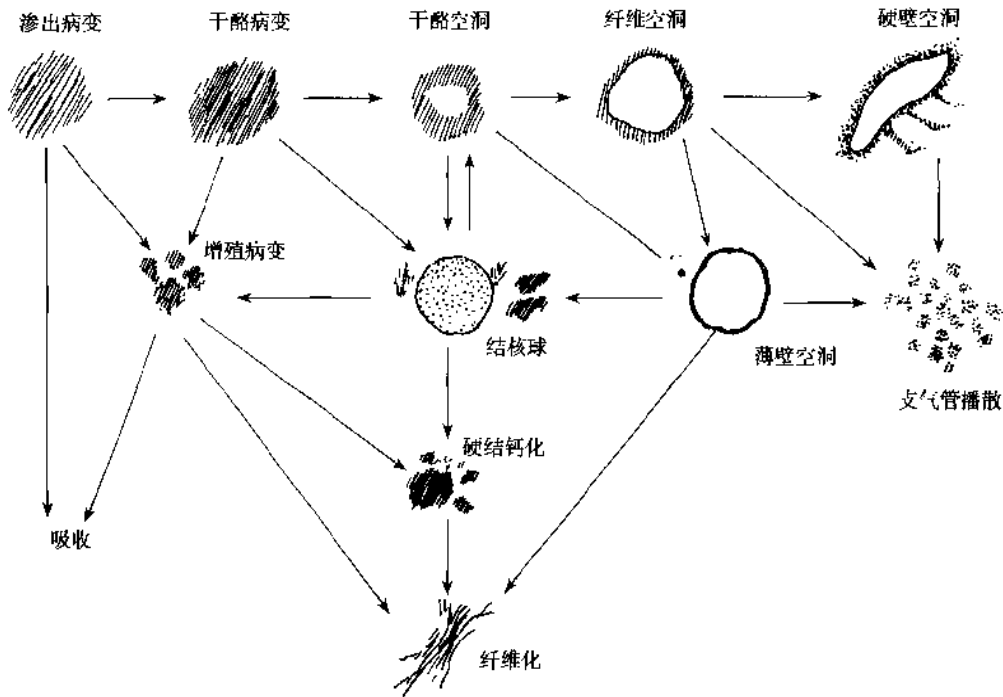 渗出病变
干酪病变
干酪空洞
纤维空洞
硬壁空洞
增殖病变
结核球
薄壁空洞
支气管播散
硬结钙化
吸收
纤维化